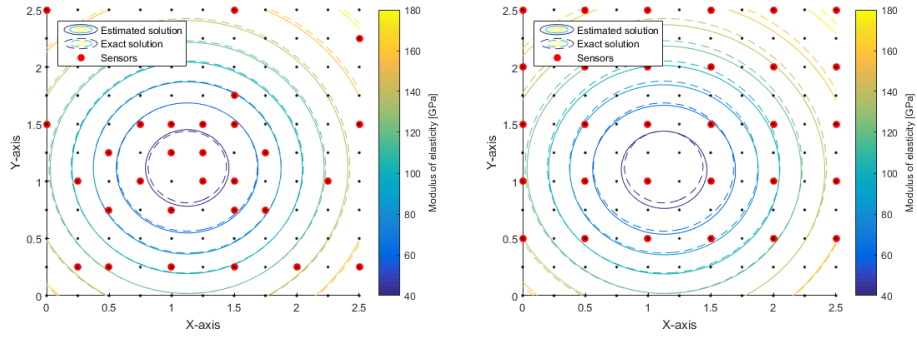 Estimated solution
Exact solution
Sensors
2.5
2
1.5
1
0.5
0
Y-axis
0 0.5 1 1.5 2 2.5
X-axis
180
160
140
120
100
80
60
40
Modulus of elasticity [GPa]
Estimated solution
Exact solution
Sensors
2.5
2
1.5
1
0.5
0
Y-axis
0 0.5 1 1.5 2 2.5
X-axis
180
160
140
120
100
80
60
40
Modulus of elasticity [GPa]